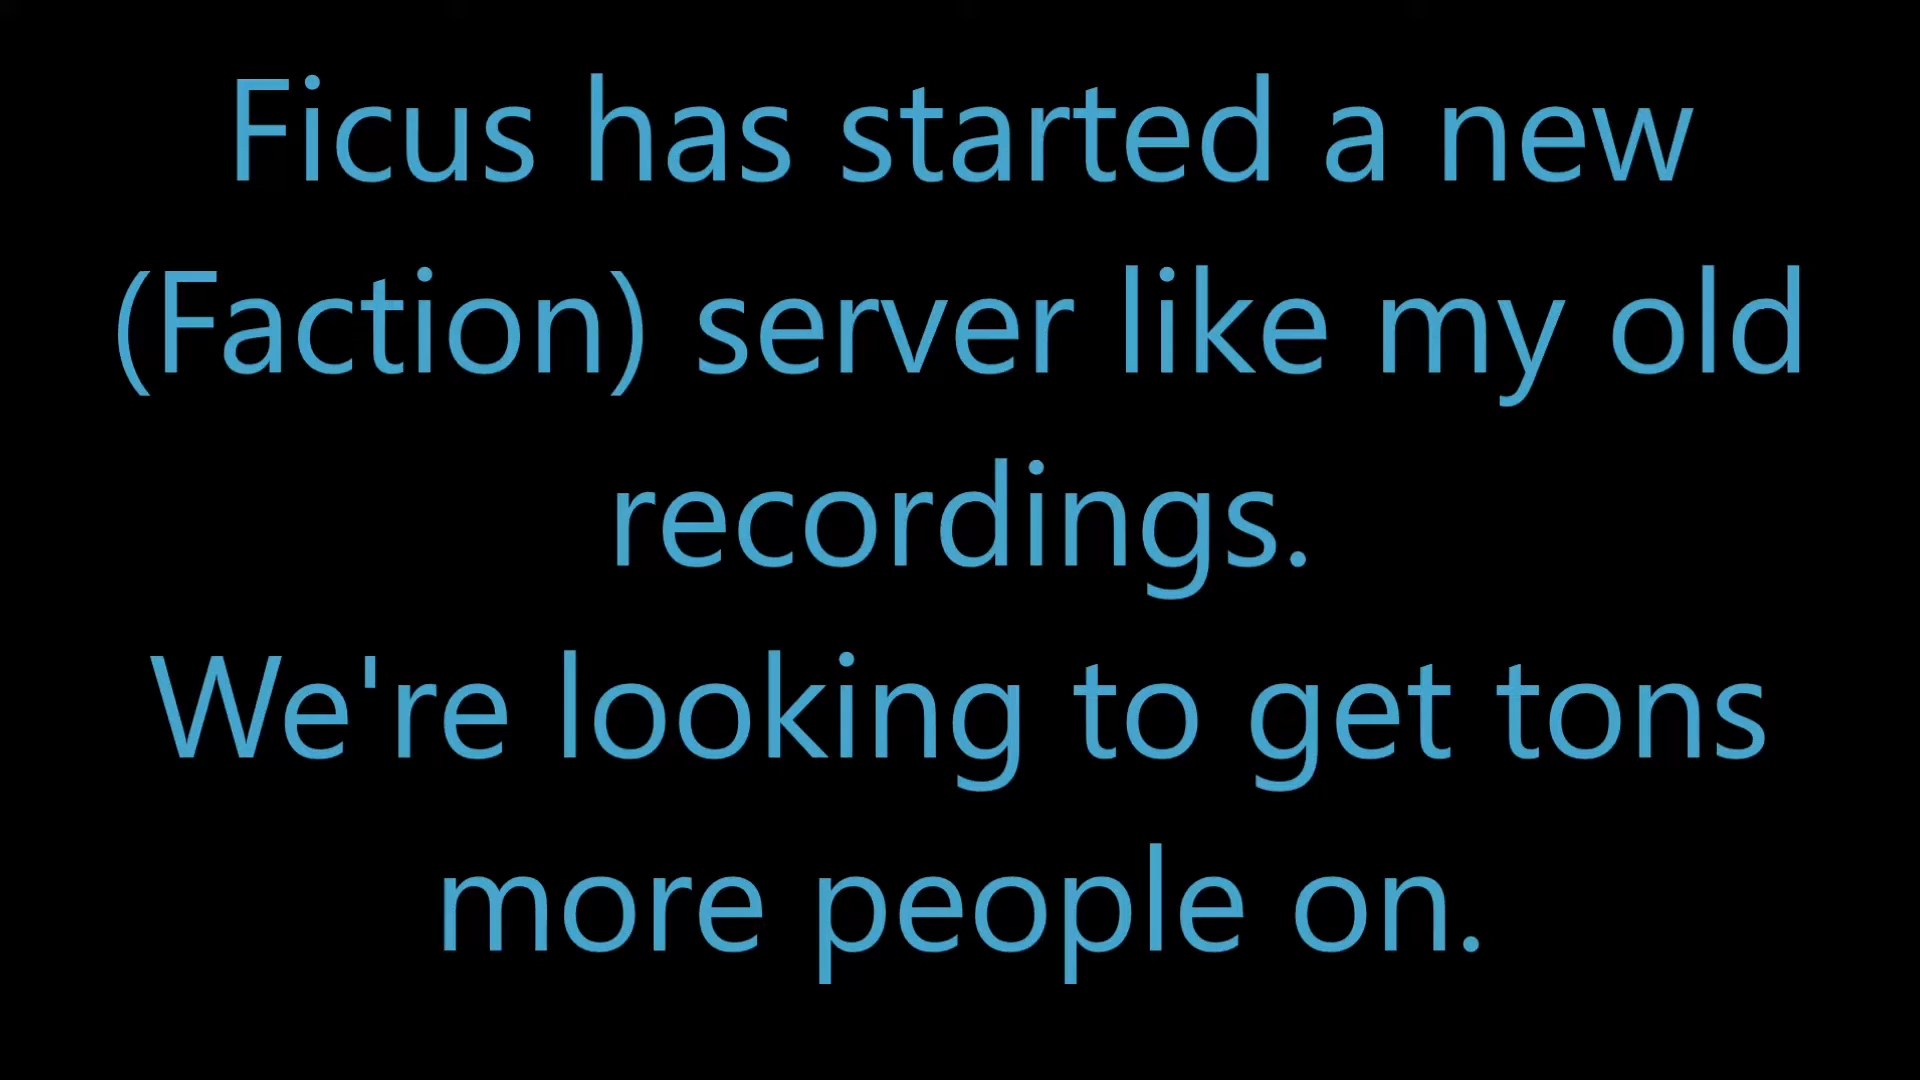 Ficus has started a new
(Faction) server like my old
recordings.
We're looking to get tons
more people on.